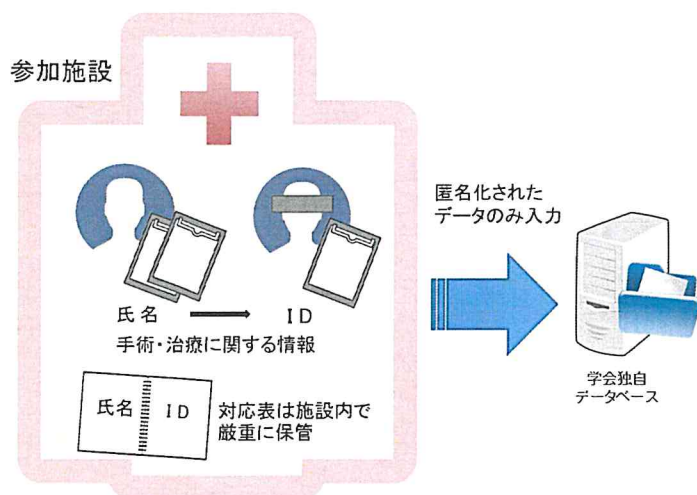 参加施設
匿名化された
データのみ入力
氏名 ID
手術・治療に関する情報
氏名 ID
対応表は施設内で
厳重に保管
学会独自
データベース